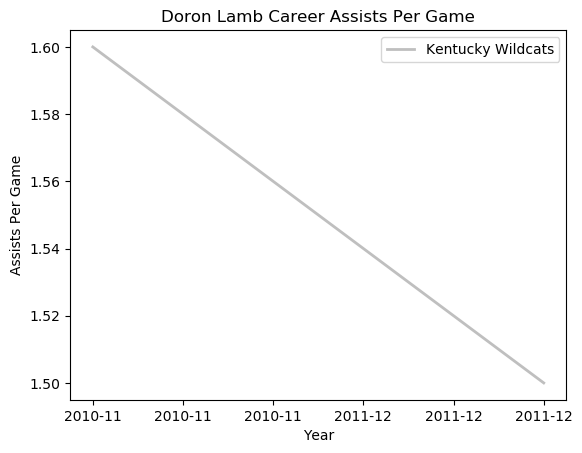 Doron Lamb Career Assists Per Game
Kentucky Wildcats
1.60
1.58
1.56
1.54
1.52
1.50
Assists Per Game
2010-11 2010-11 2010-11 2011-12 2011-12 2011-12
Year